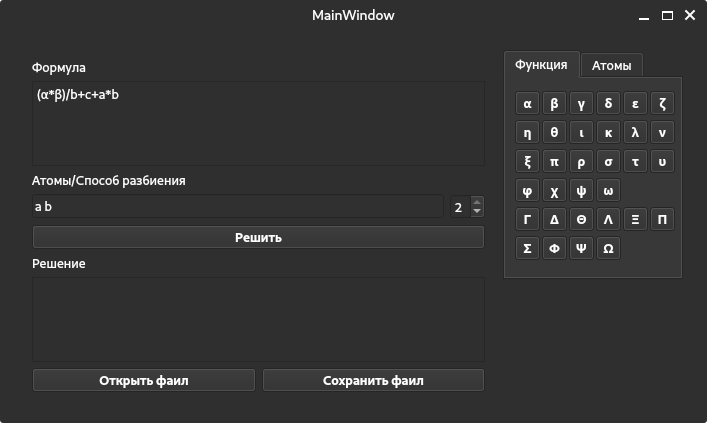 MainWindow
Формула
(α*β)/b+c+a*b
Атомы/Способ разбиения
a b
2
Решить
Решение
Открыть фаил
Сохранить фаил
Функция
Атомы
α β γ δ ε ζ
η θ ι κ λ ν
ξ π ρ σ τ υ
φ χ ψ ω
Γ Δ Θ Λ Ξ Π
Σ Φ Ψ Ω